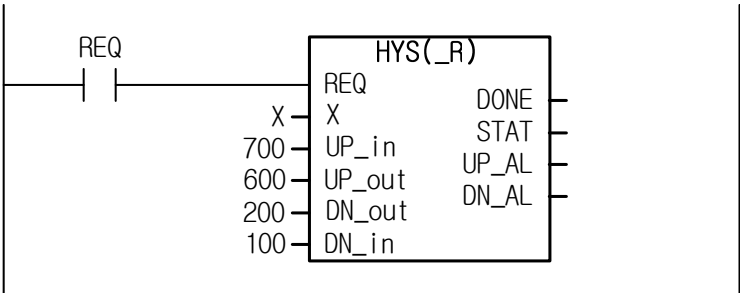 REQ
HYS(_R)
REQ
X X
700 UP_in
600 UP_out
200 DN_out
100 DN_in
DONE
STAT
UP_AL
DN_AL